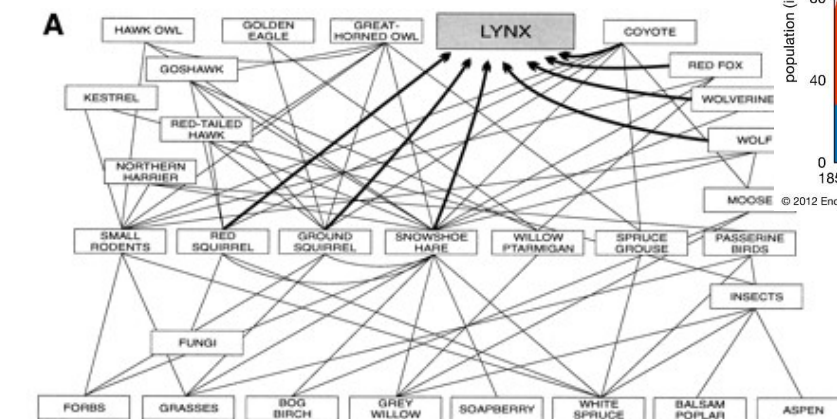 A
HAWK OWL
GOLDEN
EAGLE
GREAT-
HORNED OWL
LYNX
COYOTE
GOSHAWK
RED FOX
KESTREL
WOLVERINE
RED-TAILED
HAWK
WOLF
NORTHERN
HARRIER
MOOSE
SMALL
RODENTS
RED
SQUIRREL
GROUND
SQUIRREL
SNOWSHOE
HARE
WILLOW
PTARMIGAN
SPRUCE
GROUSE
PASSERINE
BIRDS
INSECTS
FUNGI
FORBS
GRASSES
BOG
BIRCH
GREY
WILLOW
SOAPBERRY
WHITE
SPRUCE
BALSAM
POPLAR
ASPEN
population (i
40
0
© 2012